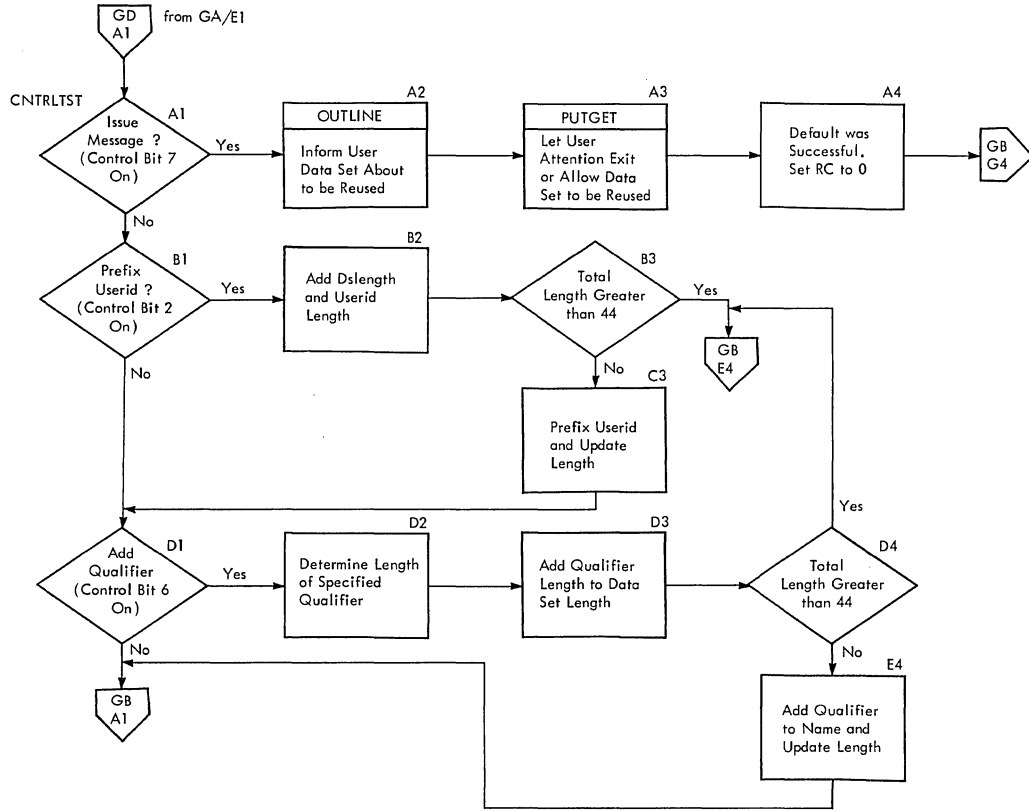 GD
A1
from GA/E1
CNTRLTST
A1
Issue
Message ?
(Control Bit 7
On)
Yes
No
A2
OUTLINE
Inform User
Data Set About
to be Reused
A3
PUTGET
Let User
Attention Exit
or Allow Data
Set to be Reused
A4
Default was
Successful.
Set RC to 0
GB
G4
B1
Prefix
Userid ?
(Control Bit 2
On)
Yes
No
B2
Add Dslength
and Userid
Length
B3
Total
Length Greater
than 44
Yes
No
GB
E4
C3
Prefix Userid
and Update
Length
D1
Add
Qualifier
(Control Bit 6
On)
Yes
No
D2
Determine Length
of Specified
Qualifier
D3
Add Qualifier
Length to Data
Set Length
D4
Total
Length Greater
than 44
Yes
No
E4
Add Qualifier
to Name and
Update Length
GB
A1